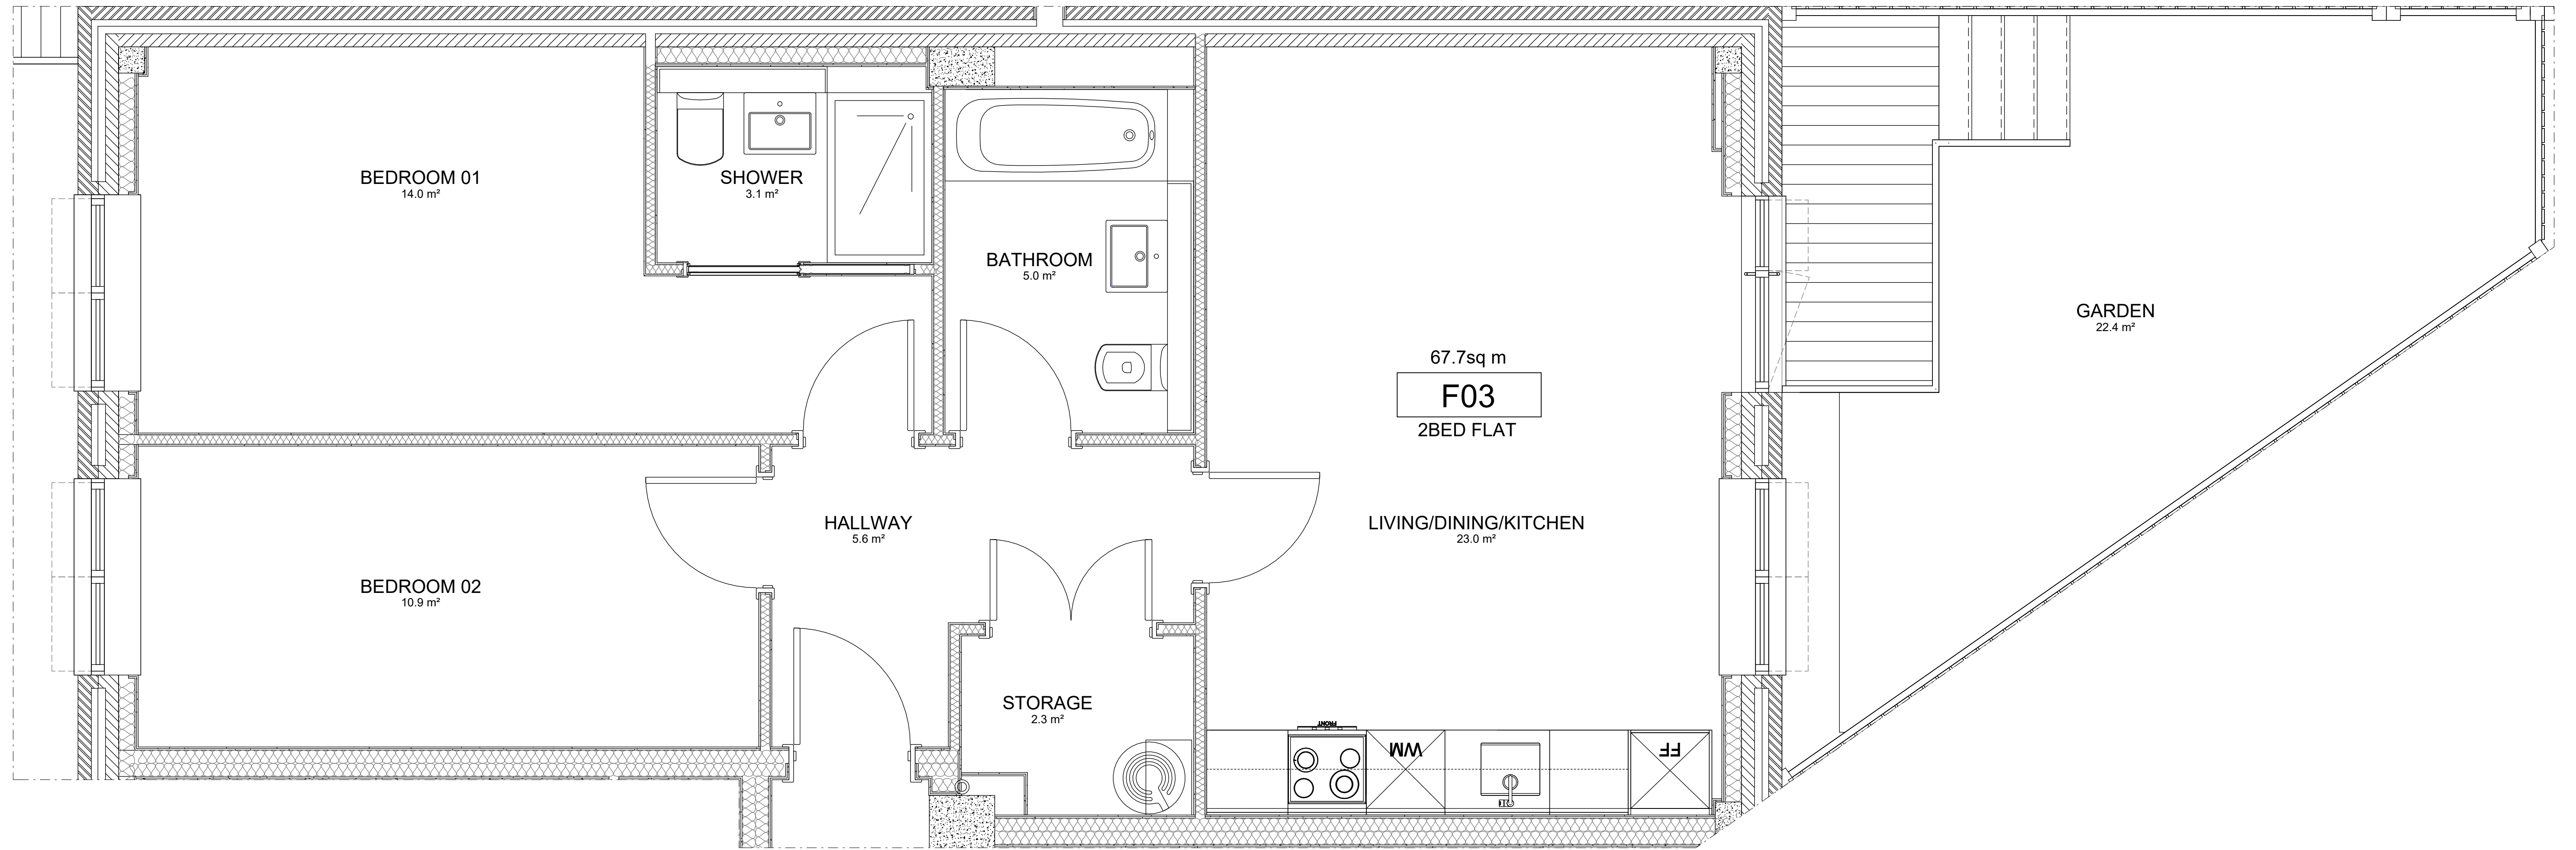 BEDROOM 01
14.0 m²
SHOWER
3.1 m²
BATHROOM
5.0 m²
GARDEN
22.4 m²
67.7sq m
F03
2BED FLAT
HALLWAY
5.6 m²
LIVING/DINING/KITCHEN
23.0 m²
BEDROOM 02
10.9 m²
STORAGE
2.3 m²
FRONT
WM
FF